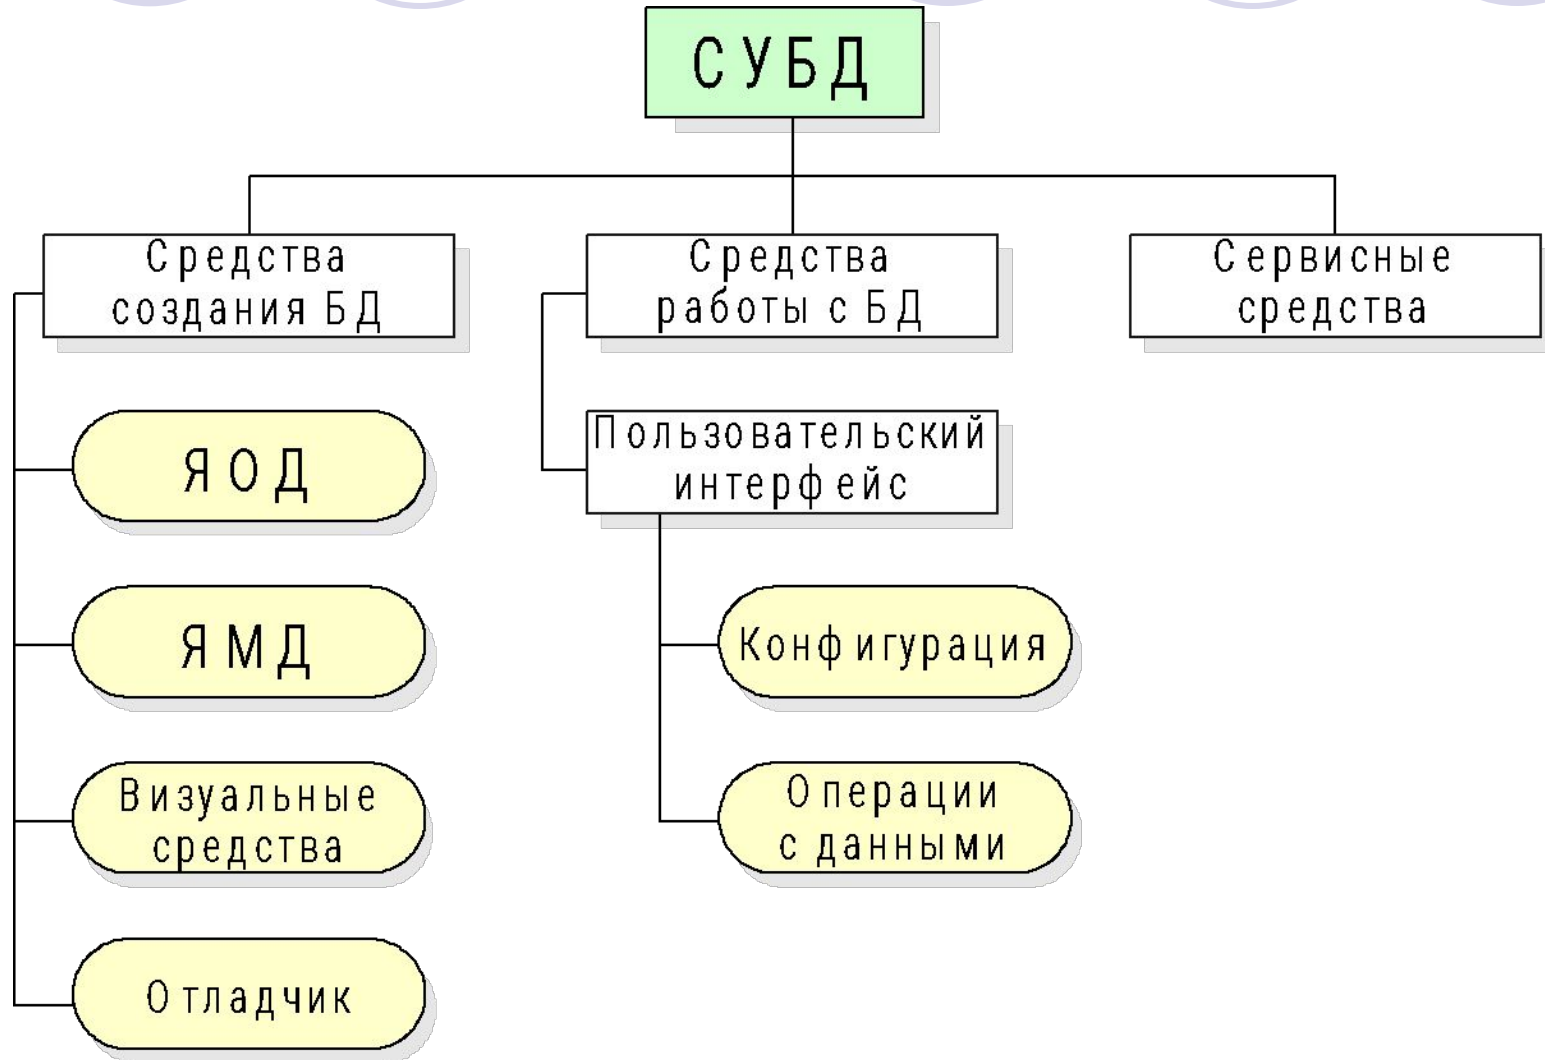 СУБД
Средства
создания БД
Средства
работы с БД
Сервисные
средства
ЯОД
ЯМД
Визуальные
средства
Отладчик
Пользовательский
интерфейс
Конфигурация
Операции
с данными